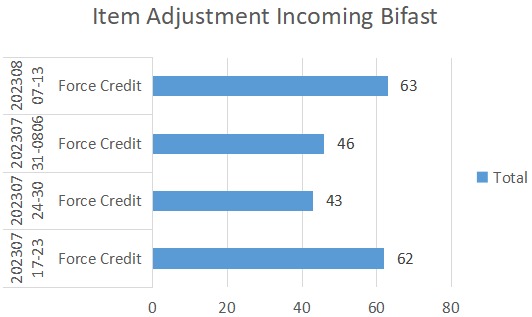 Item Adjustment Incoming Bifast
202308
07-13
Force Credit
63
202307
31-0806
Force Credit
46
202307
24-30
Force Credit
43
202307
17-23
Force Credit
62
Total
0 20 40 60 80